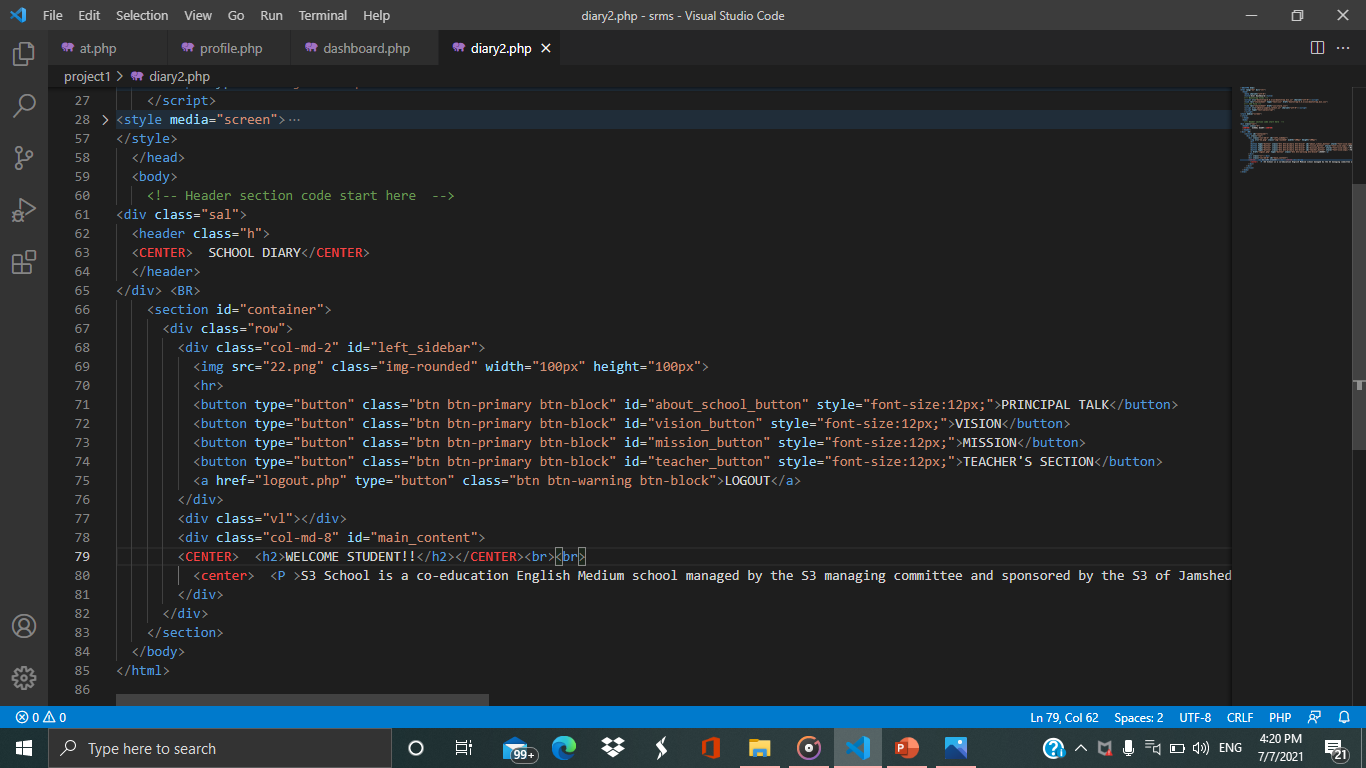 File Edit Selection View Go Run Terminal Help diary2.php - srms - Visual Studio Code
at.php profile.php dashboard.php diary2.php
project1 > diary2.php
27 </script>
28 <style media="screen">…
57 </style>
58 </head>
59 <body>
60 <!-- Header section code start here  -->
61 <div class="sal">
62 <header class="h">
63 <CENTER>  SCHOOL DIARY</CENTER>
64 </header>
65 </div> <BR>
66 <section id="container">
67 <div class="row">
68 <div class="col-md-2" id="left_sidebar">
69 <img src="22.png" class="img-rounded" width="100px" height="100px">
70 <hr>
71 <button type="button" class="btn btn-primary btn-block" id="about_school_button" style="font-size:12px;">PRINCIPAL TALK</button>
72 <button type="button" class="btn btn-primary btn-block" id="vision_button" style="font-size:12px;">VISION</button>
73 <button type="button" class="btn btn-primary btn-block" id="mission_button" style="font-size:12px;">MISSION</button>
74 <button type="button" class="btn btn-primary btn-block" id="teacher_button" style="font-size:12px;">TEACHER'S SECTION</button>
75 <a href="logout.php" type="button" class="btn btn-warning btn-block">LOGOUT</a>
76 </div>
77 <div class="vl"></div>
78 <div class="col-md-8" id="main_content">
79 <CENTER>  <h2>WELCOME STUDENT!!</h2></CENTER><br><br>
80 <center>  <P >S3 School is a co-education English Medium school managed by the S3 managing committee and sponsored by the S3 of Jamshed
81 </div>
82 </div>
83 </section>
84 </body>
85 </html>
86
0 0 Ln 79, Col 62 Spaces: 2 UTF-8 CRLF PHP
Type here to search 99+ ENG 4:20 PM
7/7/2021 21